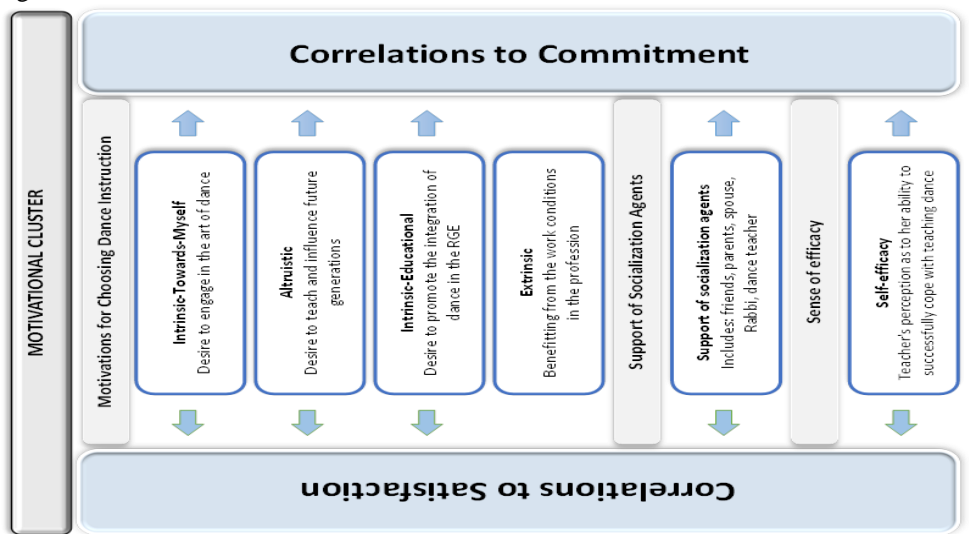 MOTIVATIONAL CLUSTER
Correlations to Commitment
Motivations for Choosing Dance Instruction
Intrinsic-Towards-Myself
Desire to engage in the art of dance
Altruistic
Desire to teach and influence future
generations
Intrinsic-Educational
Desire to promote the integration of
dance in the RGE
Extrinsic
Benefitting from the work conditions
in the profession
Support of Socialization Agents
Support of socialization agents
Includes: friends, parents, spouse,
Rabbi, dance teacher
Sense of efficacy
Self-efficacy
Teacher's perception as to her ability to
successfully cope with teaching dance
Correlations to Satisfaction